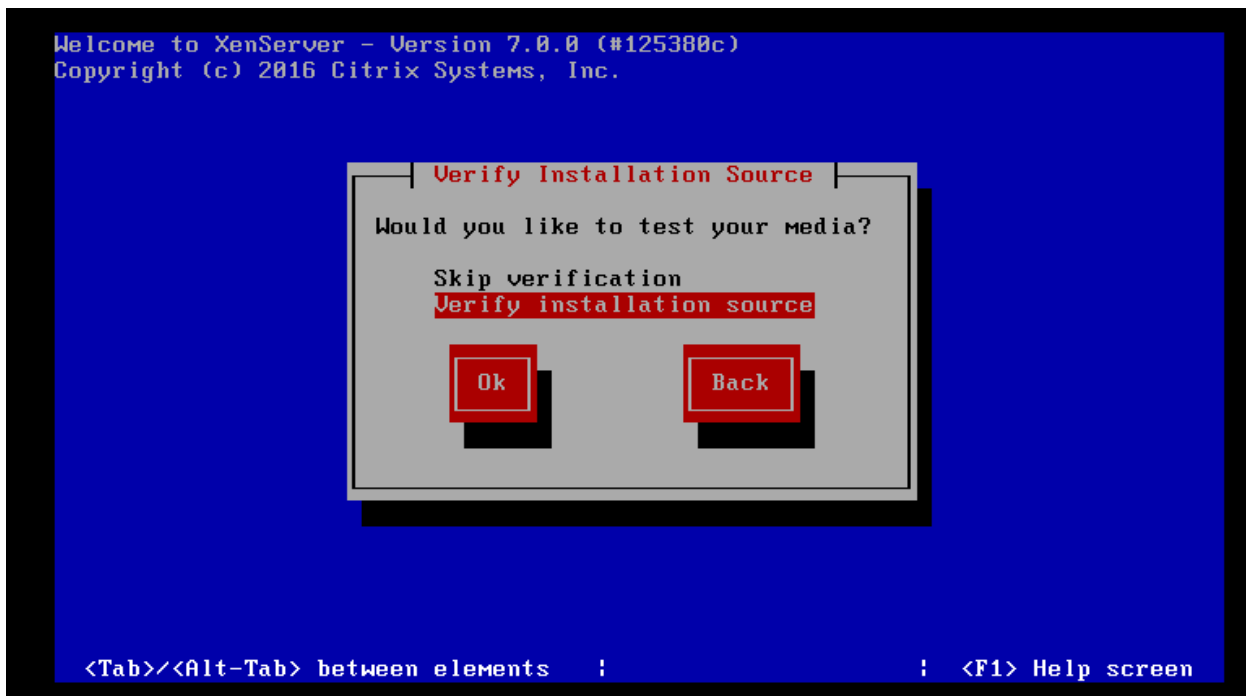 Welcome to XenServer - Version 7.0.0 (#125380c)
Copyright (c) 2016 Citrix Systems, Inc.
Verify Installation Source
Would you like to test your media?
Skip verification
Verify installation source
Ok Back
<Tab>/<Alt-Tab> between elements ¦ ¦ <F1> Help screen